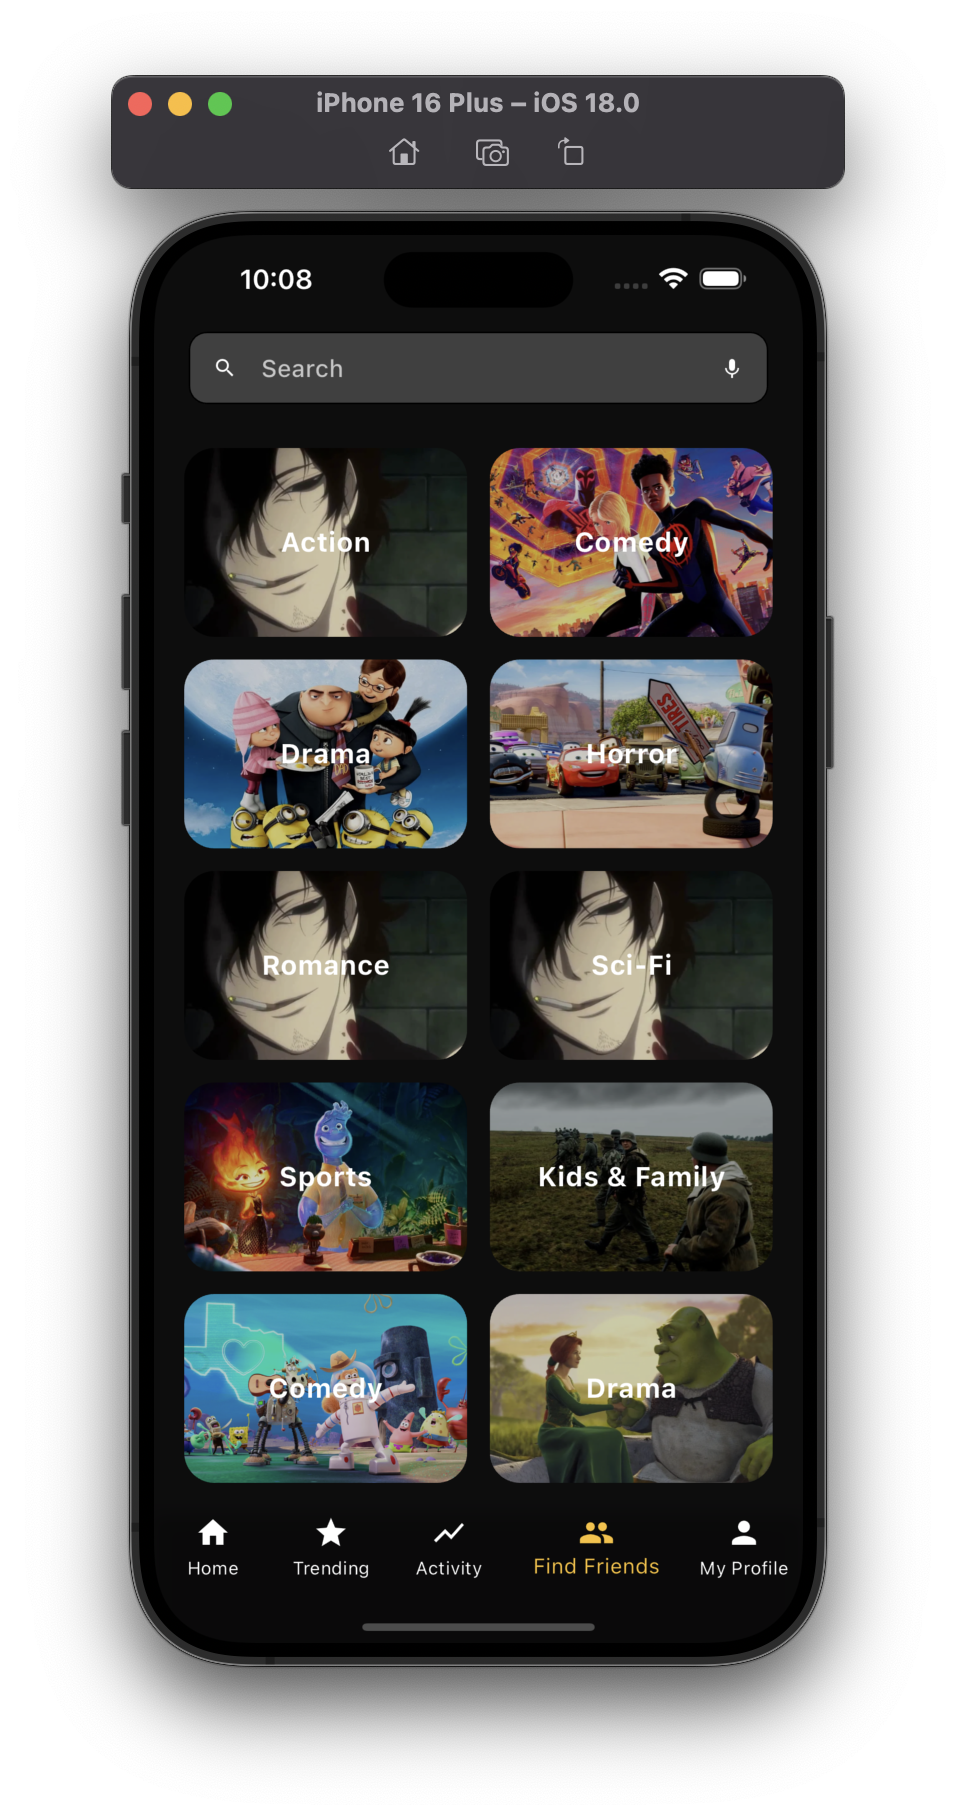 iPhone 16 Plus – iOS 18.0
10:08
Search
Action
Comedy
Drama
TIRES
Horror
Romance
Sci-Fi
Sports
Kids & Family
Comedy
Drama
Home
Trending
Activity
Find Friends
My Profile